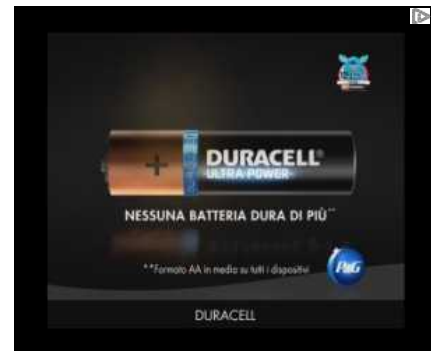 +
DURACELL®
ULTRA POWER
NESSUNA BATTERIA DURA DI PIÙ**
**Formato AA in media su tutti i dispositivi
P&G
DURACELL